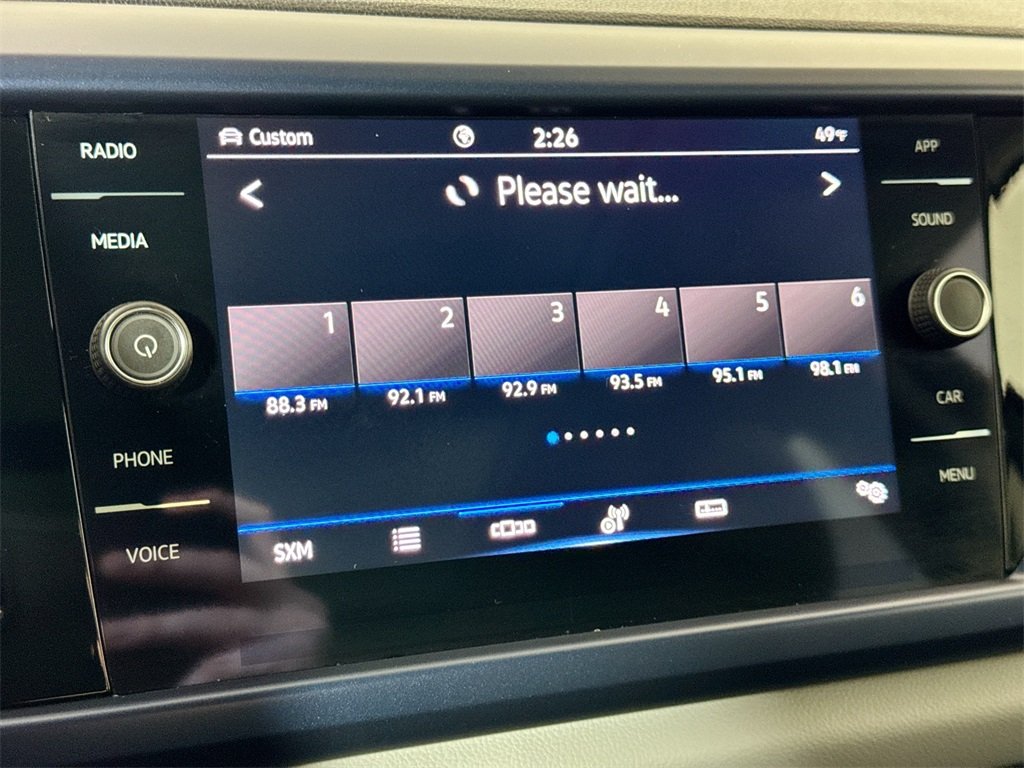 RADIO
MEDIA
PHONE
VOICE
Custom 2:26 49°F
< Please wait... >
1 2 3 4 5 6
88.3 FM 92.1 FM 92.9 FM 93.5 FM 95.1 FM 98.1 FM
SXM
APP
SOUND
CAR
MENU